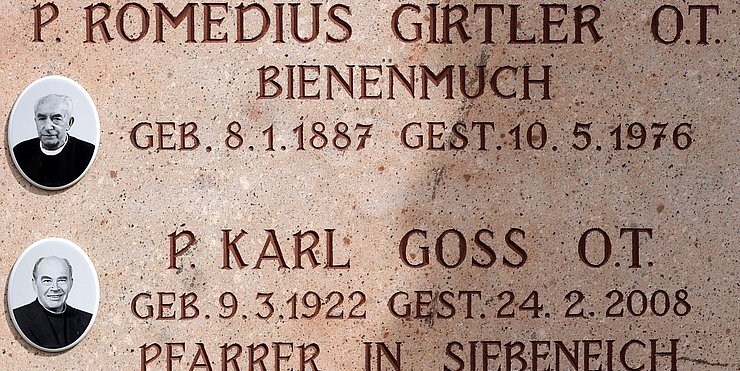 P. ROMEDIUS GIRTLER O.T.
BIENENMUCH
GEB. 8.1.1887 GEST. 10.5.1976
P. KARL GOSS O.T.
GEB. 9.3.1922 GEST. 24.2.2008
PFARRER IN SIEBENEICH